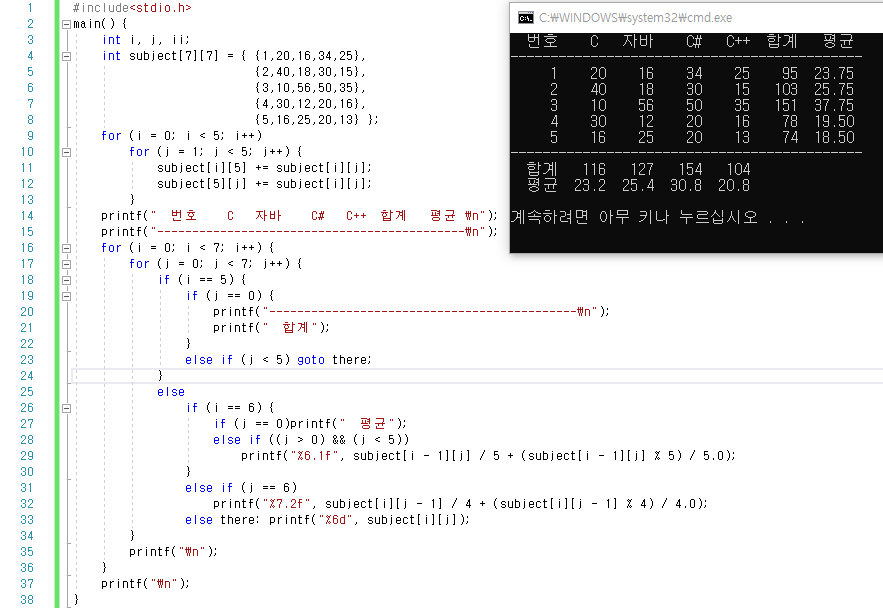 1 #include<stdio.h>
2 main() {
3 int i, j, ii;
4 int subject[7][7] = { {1,20,16,34,25},
5 {2,40,18,30,15},
6 {3,10,56,50,35},
7 {4,30,12,20,16},
8 {5,16,25,20,13} };
9 for (i = 0; i < 5; i++)
10 for (j = 1; j < 5; j++) {
11 subject[i][5] += subject[i][j];
12 subject[5][j] += subject[i][j];
13 }
14 printf("  번호    C   자바    C#   C++  합계   평균 ₩n");
15 printf("--------------------------------------------₩n");
16 for (i = 0; i < 7; i++) {
17 for (j = 0; j < 7; j++) {
18 if (i == 5) {
19 if (j == 0) {
20 printf("--------------------------------------------₩n");
21 printf("  합계");
22 }
23 else if (j < 5) goto there;
24 }
25 else
26 if (i == 6) {
27 if (j == 0)printf("  평균");
28 else if ((j > 0) && (j < 5))
29 printf("%6.1f", subject[i - 1][j] / 5 + (subject[i - 1][j] % 5) / 5.0);
30 }
31 else if (j == 6)
32 printf("%7.2f", subject[i][j - 1] / 4 + (subject[i][j - 1] % 4) / 4.0);
33 else there: printf("%6d", subject[i][j]);
34 }
35 printf("₩n");
36 }
37 printf("₩n");
38 }
C:₩WINDOWS₩system32₩cmd.exe
번호 C 자바 C# C++ 합계 평균
--------------------------------------------
1 20 16 34 25 95 23.75
2 40 18 30 15 103 25.75
3 10 56 50 35 151 37.75
4 30 12 20 16 78 19.50
5 16 25 20 13 74 18.50
--------------------------------------------
합계 116 127 154 104
평균 23.2 25.4 30.8 20.8
계속하려면 아무 키나 누르십시오 . . .